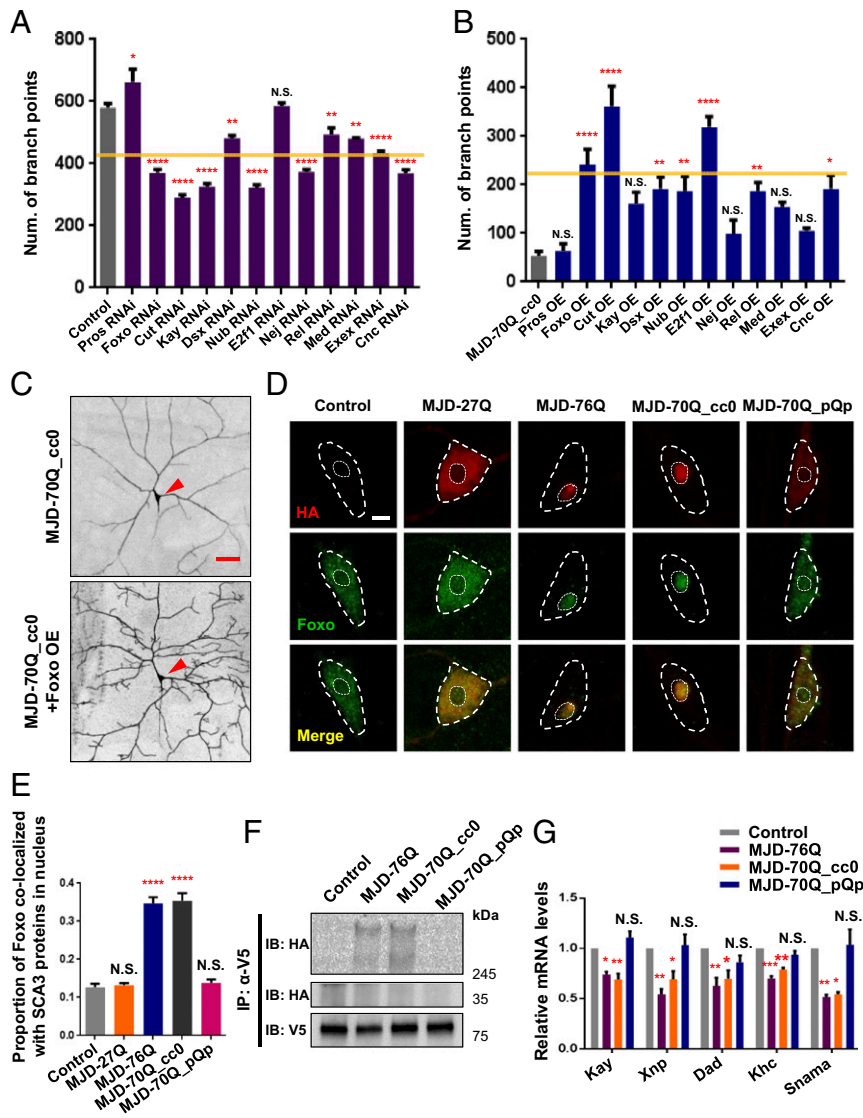 A
Num. of branch points
800
600
400
200
0
*
****
****
****
**
****
N.S.
****
**
**
****
****
Control
Pros RNAi
Foxo RNAi
Cut RNAi
Kay RNAi
Dsx RNAi
Nub RNAi
E2f1 RNAi
Nej RNAi
Rel RNAi
Med RNAi
Exex RNAi
Cnc RNAi
B
Num. of branch points
500
400
300
200
100
0
N.S.
****
****
N.S.
**
**
****
N.S.
**
N.S.
N.S.
*
MJD-70Q_cc0
Pros OE
Foxo OE
Cut OE
Kay OE
Dsx OE
Nub OE
E2f1 OE
Nej OE
Rel OE
Med OE
Exex OE
Cnc OE
C
MJD-70Q_cc0
MJD-70Q_cc0
+Foxo OE
D
Control MJD-27Q MJD-76Q MJD-70Q_cc0 MJD-70Q_pQp
HA
Foxo
Merge
E
Proportion of Foxo co-localized
with SCA3 proteins in nucleus
0.4
0.3
0.2
0.1
0.0
N.S.
****
****
N.S.
Control
MJD-27Q
MJD-76Q
MJD-70Q_cc0
MJD-70Q_pQp
F
Control
MJD-76Q
MJD-70Q_cc0
MJD-70Q_pQp
kDa
IP: α-V5
IB: HA
245
IB: HA
35
IB: V5
75
G
Control
MJD-76Q
MJD-70Q_cc0
MJD-70Q_pQp
Relative mRNA levels
1.5
1.0
0.5
0.0
* ** N.S.
** * N.S.
** * N.S.
*** ** N.S.
** * N.S.
Kay
Xnp
Dad
Khc
Snama